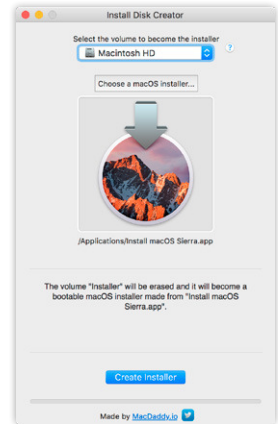 Install Disk Creator
Select the volume to become the installer
Macintosh HD
?
Choose a macOS installer...
/Applications/Install macOS Sierra.app
The volume "Installer" will be erased and it will become a
bootable macOS installer made from "Install macOS
Sierra.app".
Create Installer
Made by MacDaddy.io